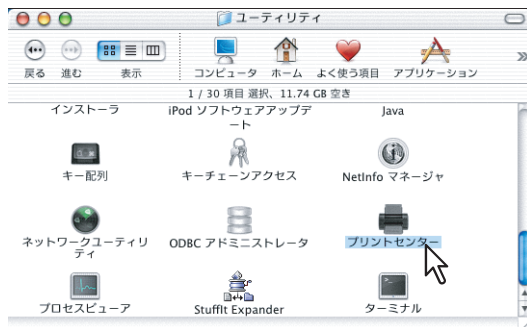 ユーティリティ
戻る 進む 表示 コンピュータ ホーム よく使う項目 アプリケーション
1 / 30 項目 選択、11.74 GB 空き
インストーラ iPod ソフトウェアアップデート Java
キー配列 キーチェーンアクセス NetInfo マネージャ
ネットワークユーティリティ ODBC アドミニストレータ プリントセンター
プロセスビューア StuffIt Expander ターミナル